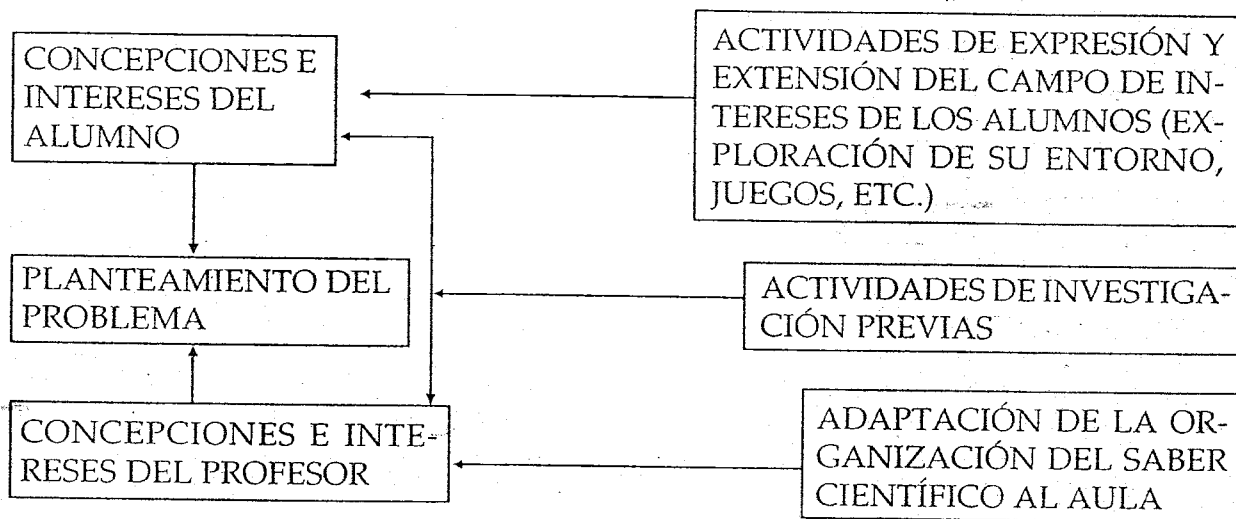 CONCEPCIONES E
INTERESES DEL
ALUMNO
ACTIVIDADES DE EXPRESIÓN Y
EXTENSIÓN DEL CAMPO DE IN-
TERESES DE LOS ALUMNOS (EX-
PLORACIÓN DE SU ENTORNO,
JUEGOS, ETC.)
PLANTEAMIENTO DEL
PROBLEMA
ACTIVIDADES DE INVESTIGA-
CIÓN PREVIAS
CONCEPCIONES E INTE-
RESES DEL PROFESOR
ADAPTACIÓN DE LA OR-
GANIZACIÓN DEL SABER
CIENTÍFICO AL AULA